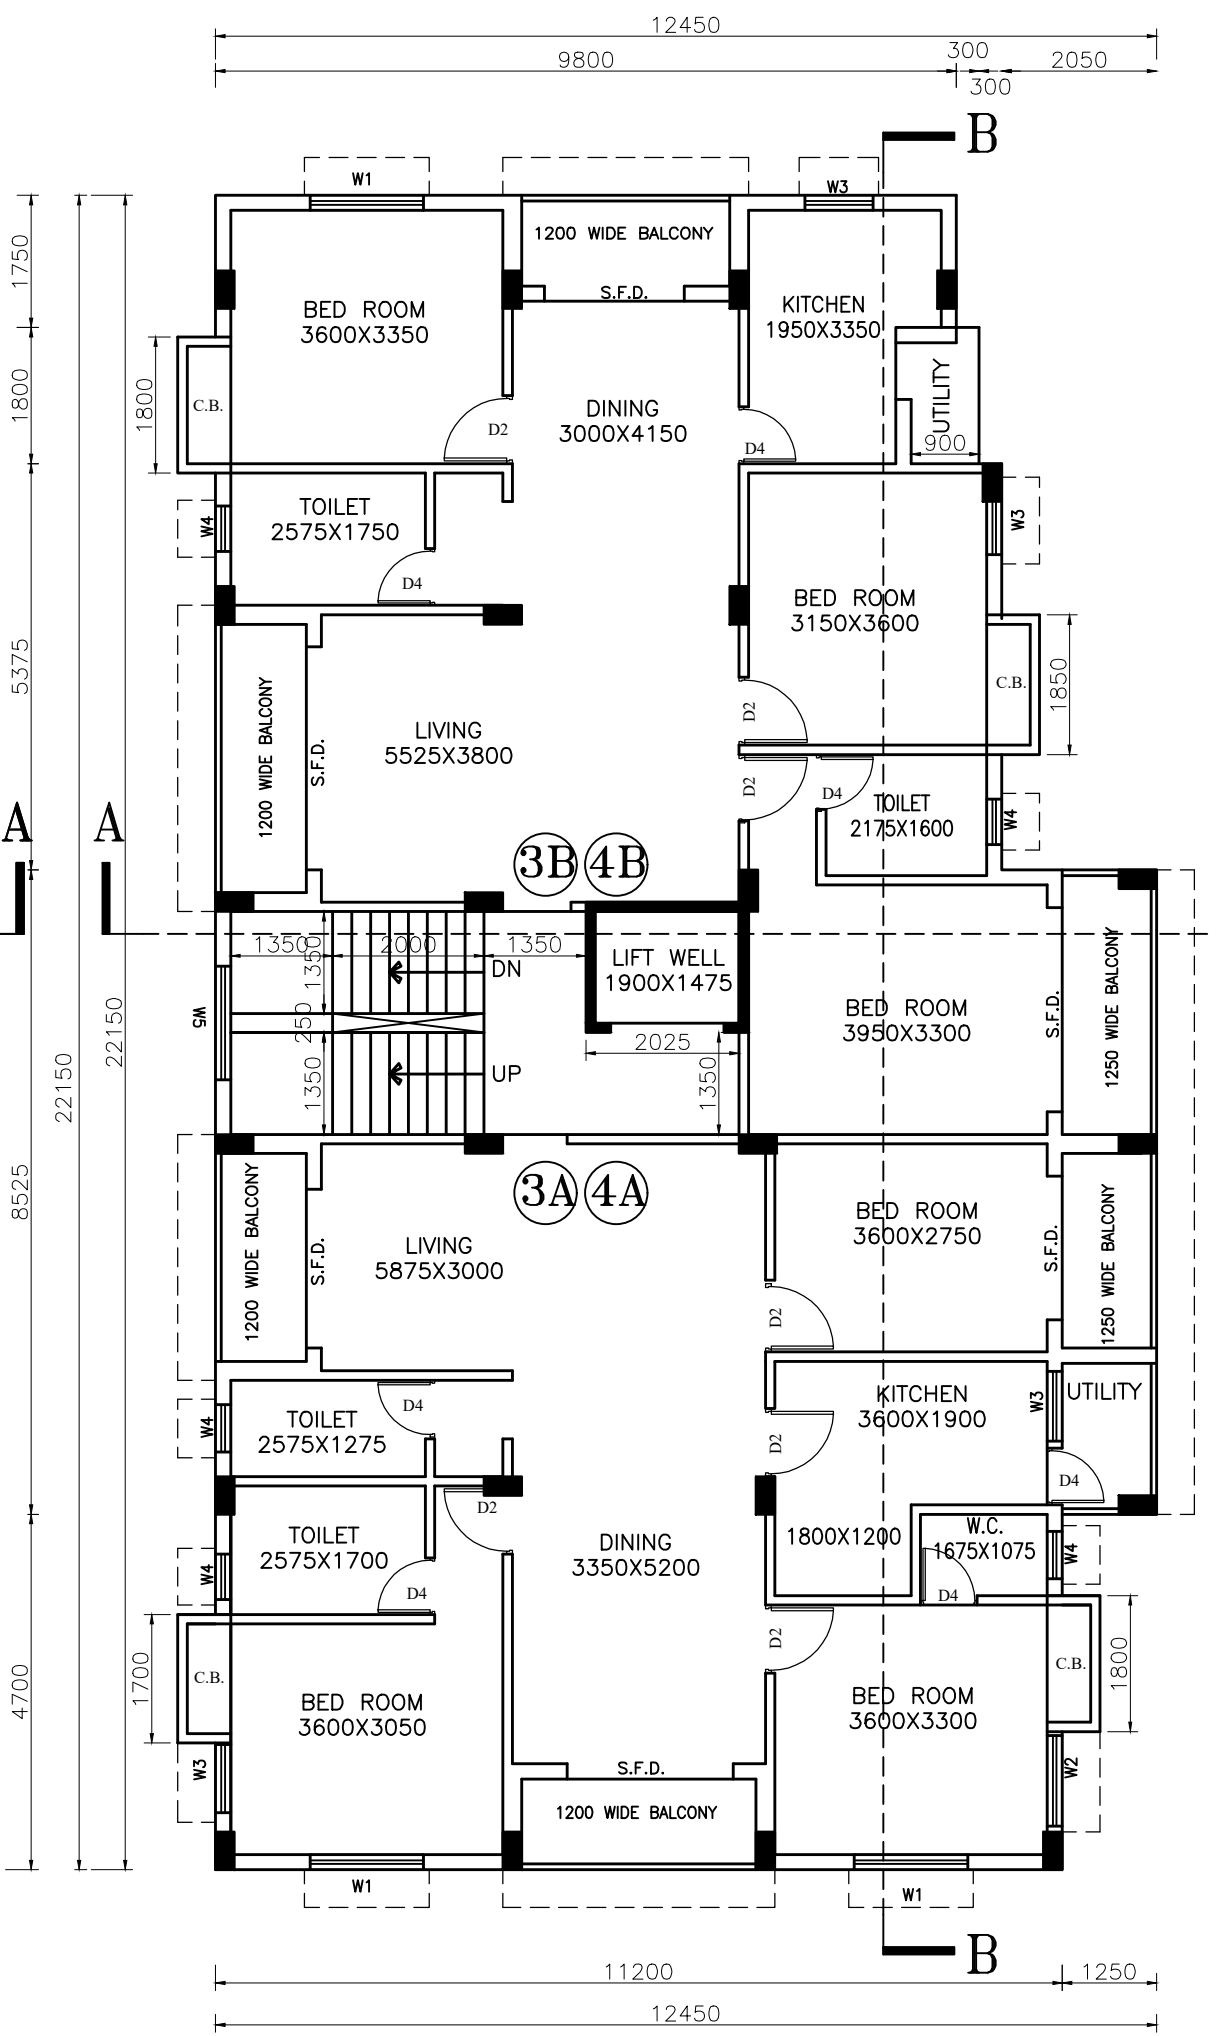 12450
9800
300
2050
300
B
W1
W3
1200 WIDE BALCONY
S.F.D.
1750
BED ROOM
3600X3350
KITCHEN
1950X3350
1800
1800
C.B.
UTILITY
DINING
3000X4150
D2
D4
900
TOILET
2575X1750
W4
W3
D4
BED ROOM
3150X3600
5375
1200 WIDE BALCONY
S.F.D.
LIVING
5525X3800
D2
C.B.
1850
D2
D4
TOILET
2175X1600
W4
A
A
3B
4B
1350
2000
1350
1350
DN
LIFT WELL
1900X1475
250
W5
22150
22150
2025
1350
UP
1350
BED ROOM
3950X3300
S.F.D.
1250 WIDE BALCONY
8525
3A
4A
1200 WIDE BALCONY
S.F.D.
LIVING
5875X3000
BED ROOM
3600X2750
S.F.D.
1250 WIDE BALCONY
D2
W4
TOILET
2575X1275
D4
KITCHEN
3600X1900
W3
UTILITY
D2
D4
D2
W4
TOILET
2575X1700
D4
DINING
3350X5200
1800X1200
W.C.
1675X1075
W4
D4
D2
4700
1700
C.B.
BED ROOM
3600X3050
BED ROOM
3600X3300
C.B.
1800
W3
S.F.D.
W2
1200 WIDE BALCONY
W1
W1
B
11200
1250
12450